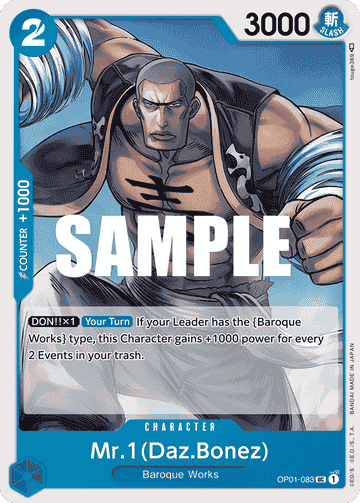 2
3000
斬
SLASH
tougo369
COUNTER +1000
SAMPLE
DON!!×1 Your Turn If your Leader has the {Baroque
Works} type, this Character gains +1000 power for every
2 Events in your trash.
CHARACTER
Mr.1(Daz.Bonez)
Baroque Works
OP01-083 UC 1
©E.O./S. ©E.O./S., T.A. BANDAI MADE IN JAPAN